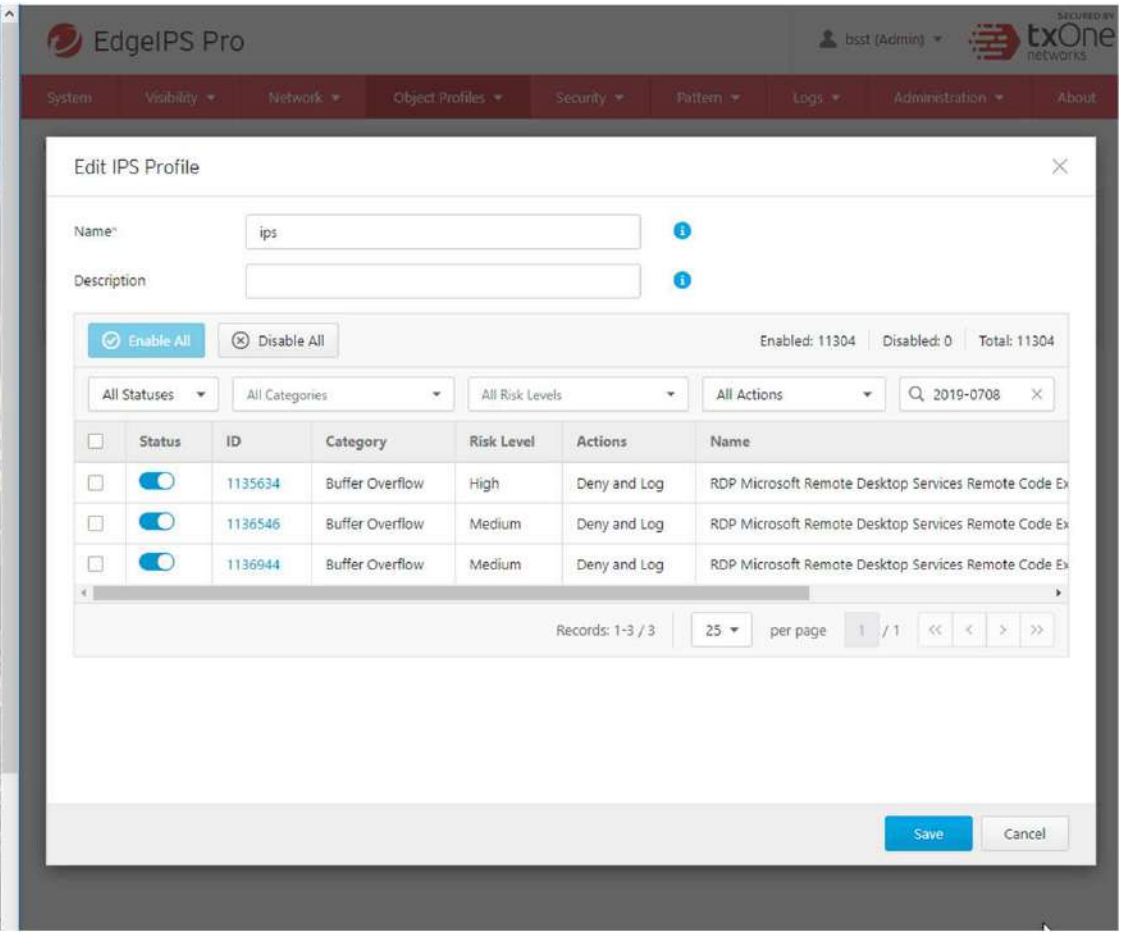 EdgeIPS Pro
bsst (Admin)
SECURED BY
txOne
networks
System Visibility Network Object Profiles Security Pattern Logs Administration About
Edit IPS Profile
Name*
ips
Description
Enable All Disable All Enabled: 11304 Disabled: 0 Total: 11304
All Statuses All Categories All Risk Levels All Actions 2019-0708
Status ID Category Risk Level Actions Name
1135634 Buffer Overflow High Deny and Log RDP Microsoft Remote Desktop Services Remote Code Ex
1136546 Buffer Overflow Medium Deny and Log RDP Microsoft Remote Desktop Services Remote Code Ex
1136944 Buffer Overflow Medium Deny and Log RDP Microsoft Remote Desktop Services Remote Code Ex
Records: 1-3 / 3 25 per page 1 / 1
Save Cancel